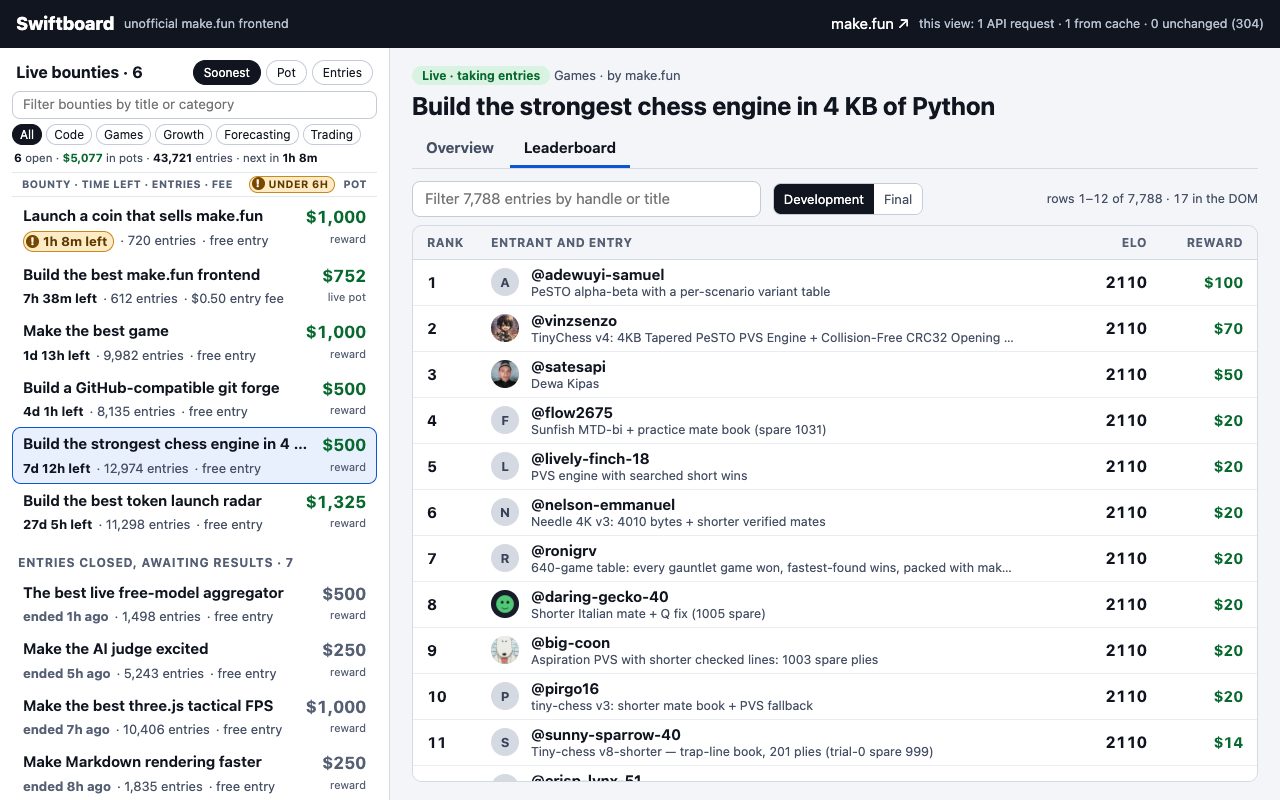 Swiftboard unofficial make.fun frontend
make.fun ↗ this view: 1 API request · 1 from cache · 0 unchanged (304)
Live bounties · 6
Soonest Pot Entries
Filter bounties by title or category
All Code Games Growth Forecasting Trading
6 open · $5,077 in pots · 43,721 entries · next in 1h 8m
BOUNTY · TIME LEFT · ENTRIES · FEE ! UNDER 6H POT
Launch a coin that sells make.fun $1,000
! 1h 8m left · 720 entries · free entry reward
Build the best make.fun frontend $752
7h 38m left · 612 entries · $0.50 entry fee live pot
Make the best game $1,000
1d 13h left · 9,982 entries · free entry reward
Build a GitHub-compatible git forge $500
4d 1h left · 8,135 entries · free entry reward
Build the strongest chess engine in 4 ... $500
7d 12h left · 12,974 entries · free entry reward
Build the best token launch radar $1,325
27d 5h left · 11,298 entries · free entry reward
ENTRIES CLOSED, AWAITING RESULTS · 7
The best live free-model aggregator $500
ended 1h ago · 1,498 entries · free entry reward
Make the AI judge excited $250
ended 5h ago · 5,243 entries · free entry reward
Make the best three.js tactical FPS $1,000
ended 7h ago · 10,406 entries · free entry reward
Make Markdown rendering faster $250
ended 8h ago · 1,835 entries · free entry reward
Live · taking entries Games · by make.fun
Build the strongest chess engine in 4 KB of Python
Overview Leaderboard
Filter 7,788 entries by handle or title
Development Final
rows 1–12 of 7,788 · 17 in the DOM
RANK ENTRANT AND ENTRY ELO REWARD
1 A @adewuyi-samuel 2110 $100
PeSTO alpha-beta with a per-scenario variant table
2 @vinzsenzo 2110 $70
TinyChess v4: 4KB Tapered PeSTO PVS Engine + Collision-Free CRC32 Opening ...
3 @satesapi 2110 $50
Dewa Kipas
4 F @flow2675 2110 $20
Sunfish MTD-bi + practice mate book (spare 1031)
5 L @lively-finch-18 2110 $20
PVS engine with searched short wins
6 N @nelson-emmanuel 2110 $20
Needle 4K v3: 4010 bytes + shorter verified mates
7 R @ronigrv 2110 $20
640-game table: every gauntlet game won, fastest-found wins, packed with mak...
8 @daring-gecko-40 2110 $20
Shorter Italian mate + Q fix (1005 spare)
9 @big-coon 2110 $20
Aspiration PVS with shorter checked lines: 1003 spare plies
10 P @pirgo16 2110 $20
tiny-chess v3: shorter mate book + PVS fallback
11 S @sunny-sparrow-40 2110 $14
Tiny-chess v8-shorter — trap-line book, 201 plies (trial-0 spare 999)
@crisp-lynx-51